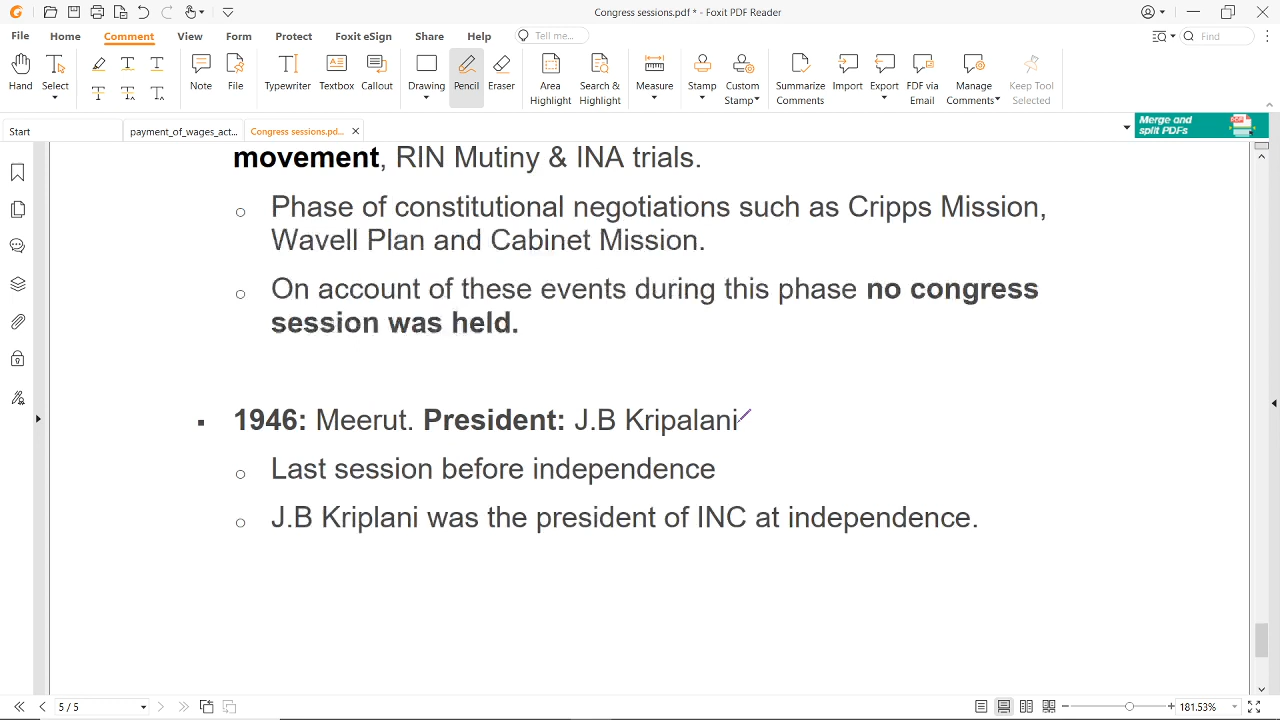 Congress sessions.pdf * - Foxit PDF Reader
File Home Comment View Form Protect Foxit eSign Share Help Tell me... Find
Hand Select Note File Typewriter Textbox Callout Drawing Pencil Eraser Area Highlight Search & Highlight Measure Stamp Custom Stamp Summarize Comments Import Export FDF via Email Manage Comments Keep Tool Selected
Start payment_of_wages_act... Congress sessions.pd... Merge and split PDFs
movement, RIN Mutiny & INA trials.
Phase of constitutional negotiations such as Cripps Mission,
Wavell Plan and Cabinet Mission.
On account of these events during this phase no congress
session was held.
1946: Meerut. President: J.B Kripalani
Last session before independence
J.B Kriplani was the president of INC at independence.
5 / 5 181.53%